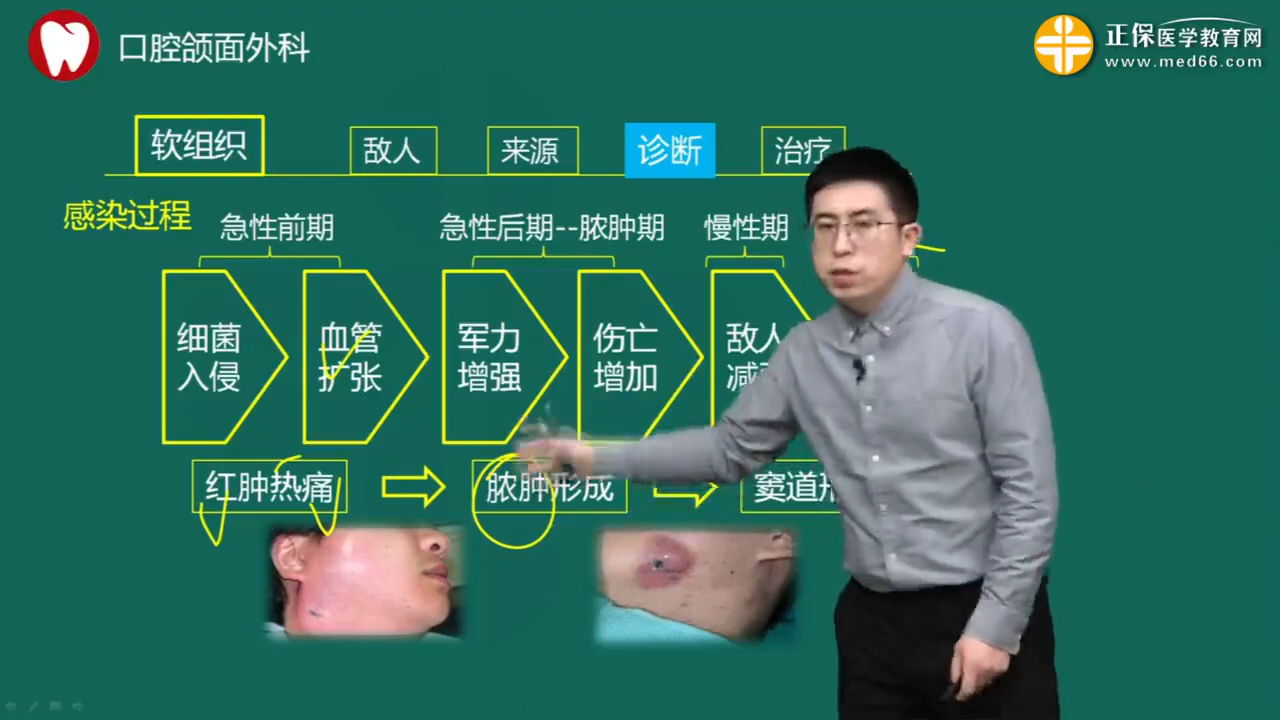 口腔颌面外科
正保医学教育网
www.med66.com
软组织
敌人
来源
诊断
治疗
感染过程
急性前期
急性后期--脓肿期
慢性期
细菌
入侵
血管
扩张
军力
增强
伤亡
增加
敌人
减
红肿热痛
脓肿形成
窦道形